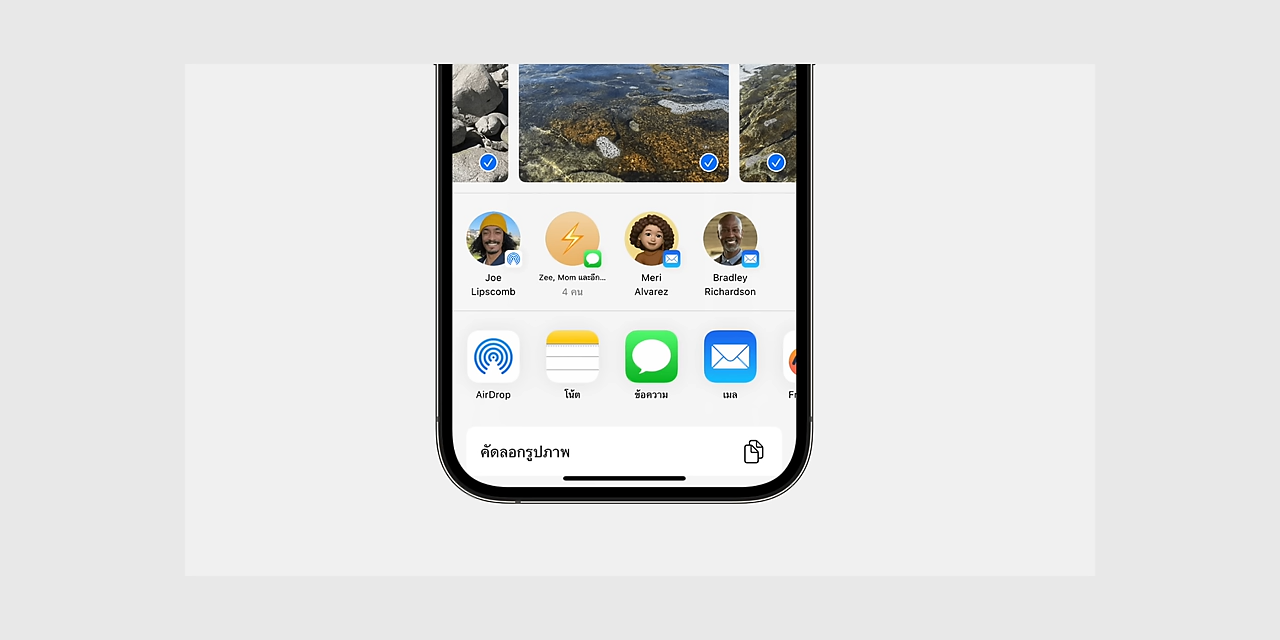 Joe
Lipscomb
Zee, Mom และอีก...
4 คน
Meri
Alvarez
Bradley
Richardson
AirDrop
โน้ต
ข้อความ
เมล
คัดลอกรูปภาพ